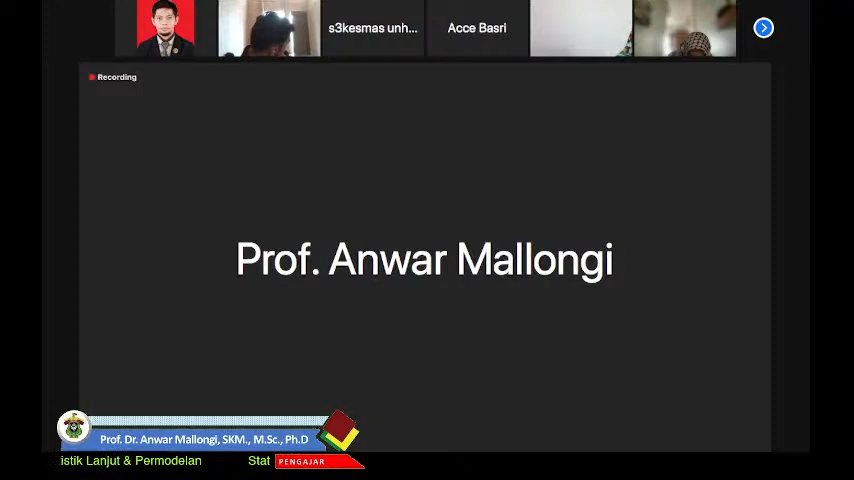 s3kesmas unh...
Acce Basri
Recording
Prof. Anwar Mallongi
Prof. Dr. Anwar Mallongi, SKM., M.Sc., Ph.D
istik Lanjut & Permodelan Stat
PENGAJAR